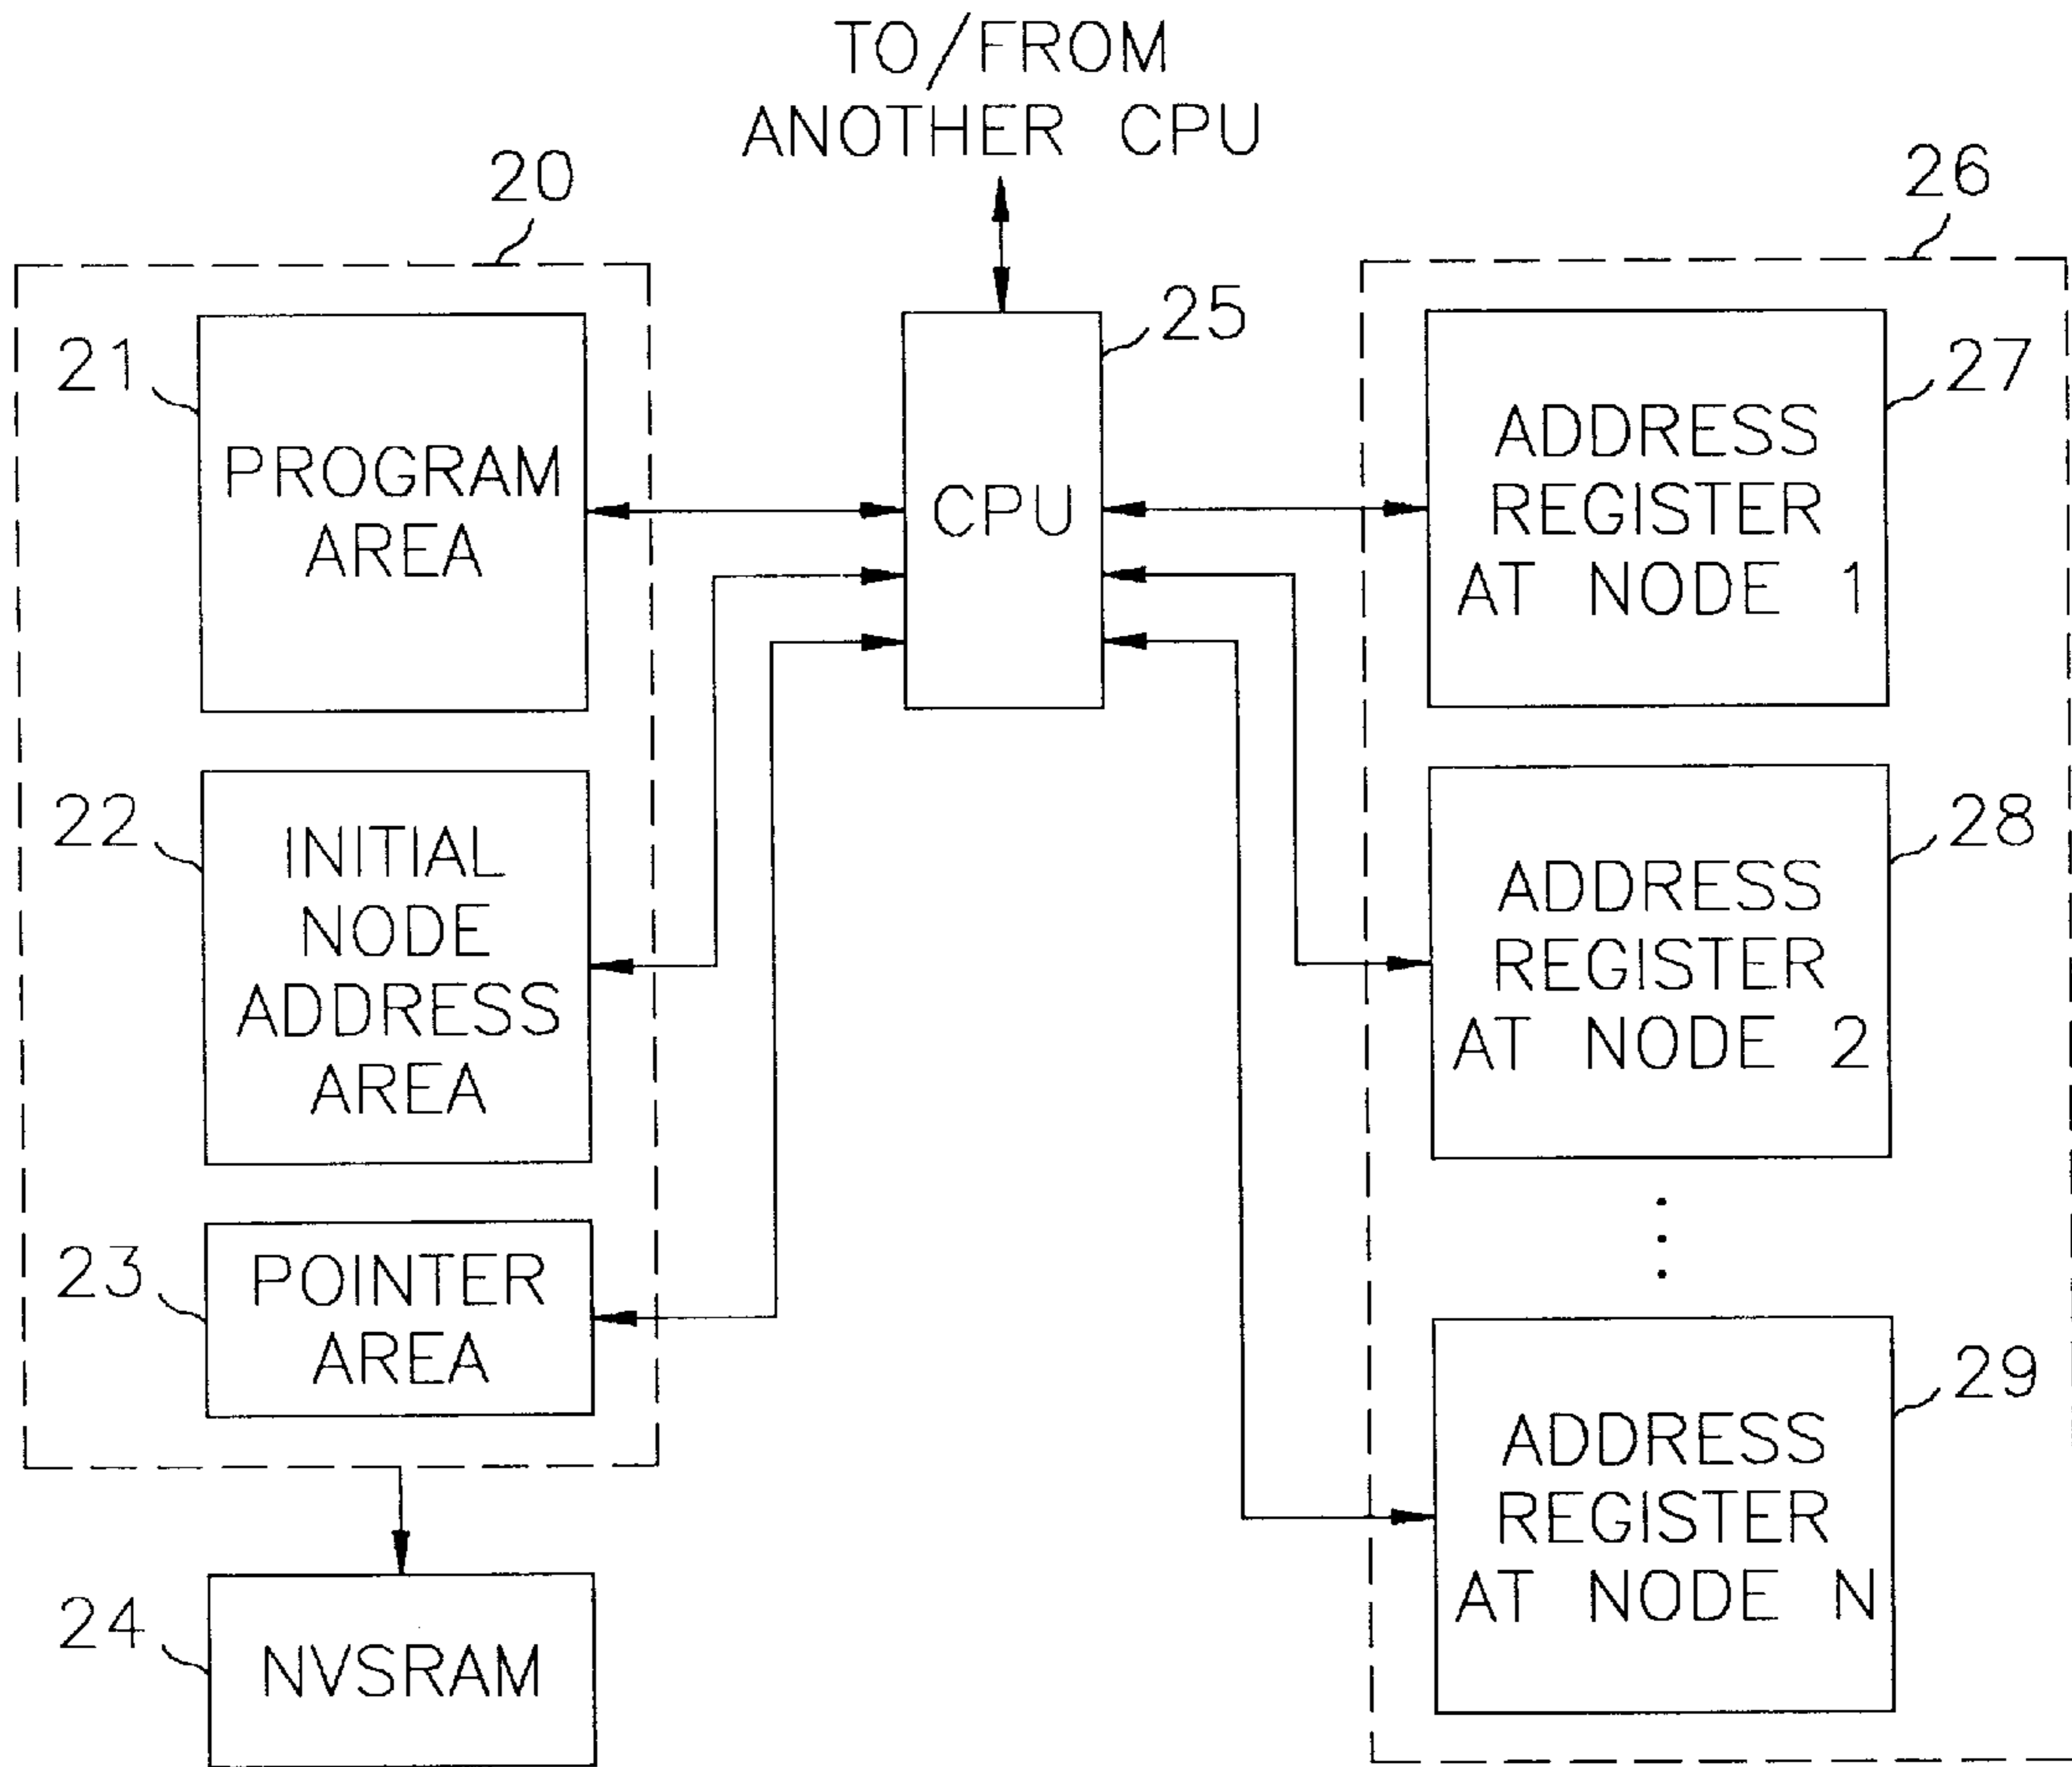 TO/FROM
ANOTHER CPU
20
26
21
PROGRAM
AREA
25
CPU
27
ADDRESS
REGISTER
AT NODE 1
22
INITIAL
NODE
ADDRESS
AREA
28
ADDRESS
REGISTER
AT NODE 2
23
POINTER
AREA
29
ADDRESS
REGISTER
AT NODE N
24
NVSRAM